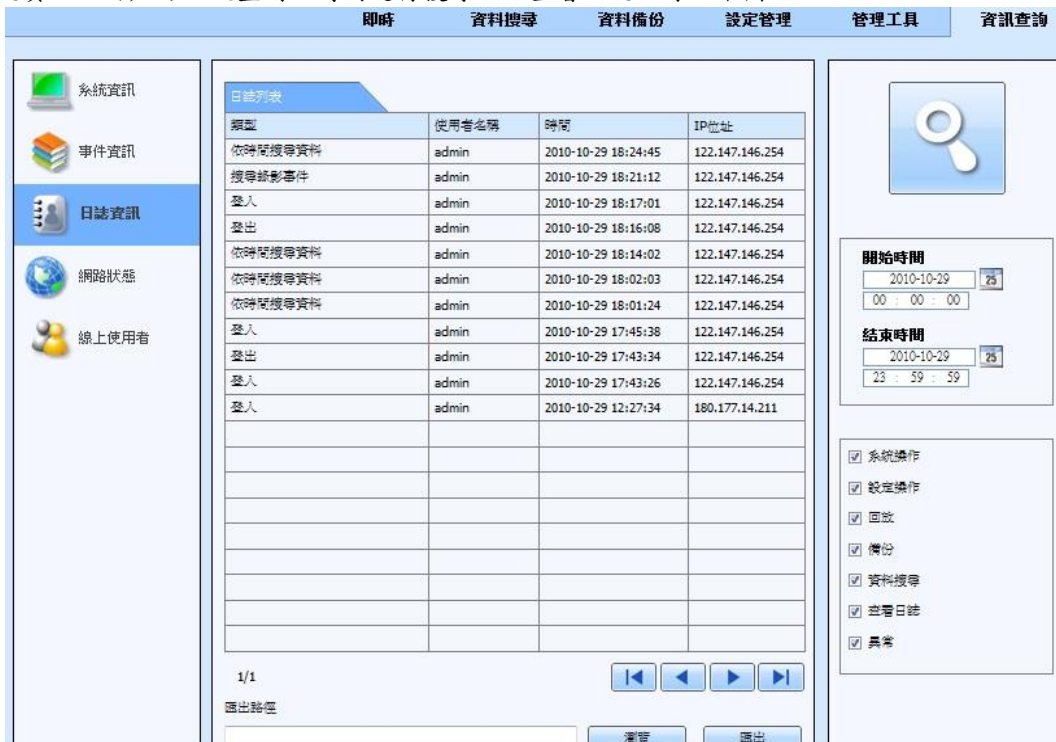 即時 資料搜尋 資料備份 設定管理 管理工具 資訊查詢
系統資訊
事件資訊
日誌資訊
網路狀態
線上使用者
日誌列表
類型 使用者名稱 時間 IP位址
依時間搜尋資料 admin 2010-10-29 18:24:45 122.147.146.254
搜尋錄影事件 admin 2010-10-29 18:21:12 122.147.146.254
登入 admin 2010-10-29 18:17:01 122.147.146.254
登出 admin 2010-10-29 18:16:08 122.147.146.254
依時間搜尋資料 admin 2010-10-29 18:14:02 122.147.146.254
依時間搜尋資料 admin 2010-10-29 18:02:03 122.147.146.254
依時間搜尋資料 admin 2010-10-29 18:01:24 122.147.146.254
登入 admin 2010-10-29 17:45:38 122.147.146.254
登出 admin 2010-10-29 17:43:34 122.147.146.254
登入 admin 2010-10-29 17:43:26 122.147.146.254
登入 admin 2010-10-29 12:27:34 180.177.14.211
1/1
匯出路徑
瀏覽 匯出
開始時間
2010-10-29 25
00 : 00 : 00
結束時間
2010-10-29 25
23 : 59 : 59
系統操作
設定操作
回放
備份
資料搜尋
查看日誌
異常